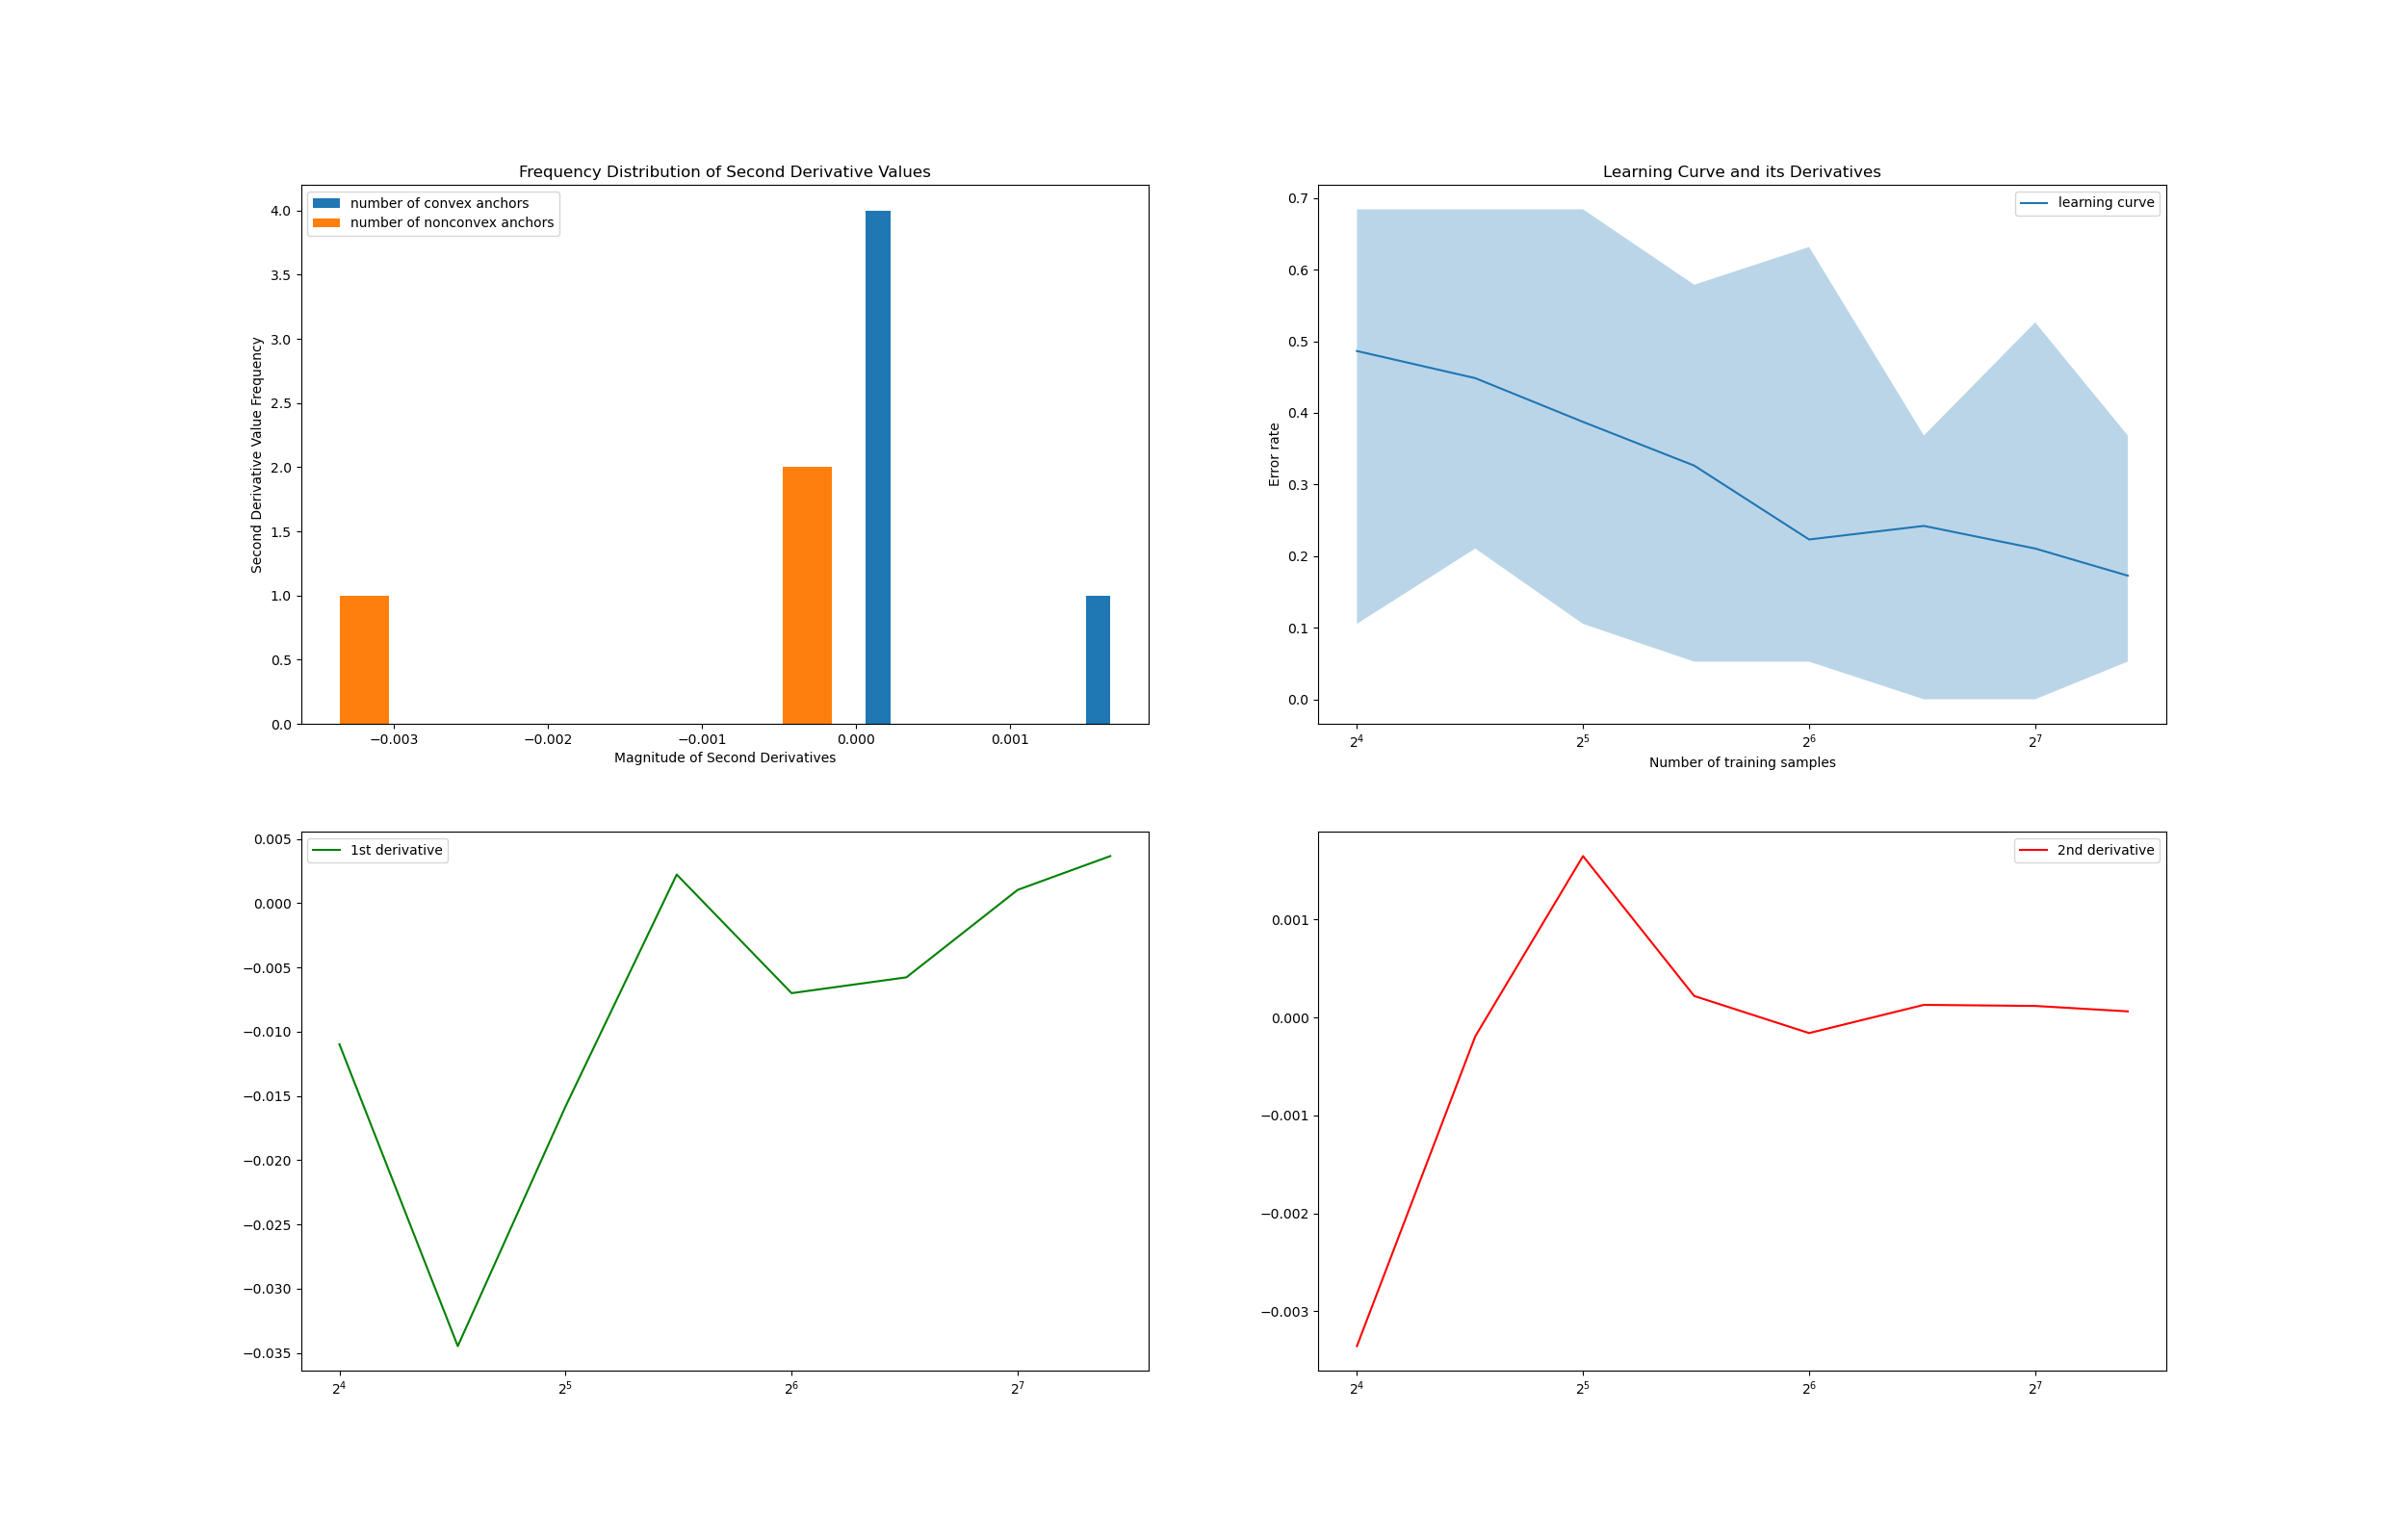 Frequency Distribution of Second Derivative Values
number of convex anchors
number of nonconvex anchors
Second Derivative Value Frequency
4.0
3.5
3.0
2.5
2.0
1.5
1.0
0.5
0.0
−0.003 −0.002 −0.001 0.000 0.001
Magnitude of Second Derivatives
Learning Curve and its Derivatives
learning curve
Error rate
0.7
0.6
0.5
0.4
0.3
0.2
0.1
0.0
2⁴ 2⁵ 2⁶ 2⁷
Number of training samples
1st derivative
0.005
0.000
−0.005
−0.010
−0.015
−0.020
−0.025
−0.030
−0.035
2⁴ 2⁵ 2⁶ 2⁷
2nd derivative
0.001
0.000
−0.001
−0.002
−0.003
2⁴ 2⁵ 2⁶ 2⁷